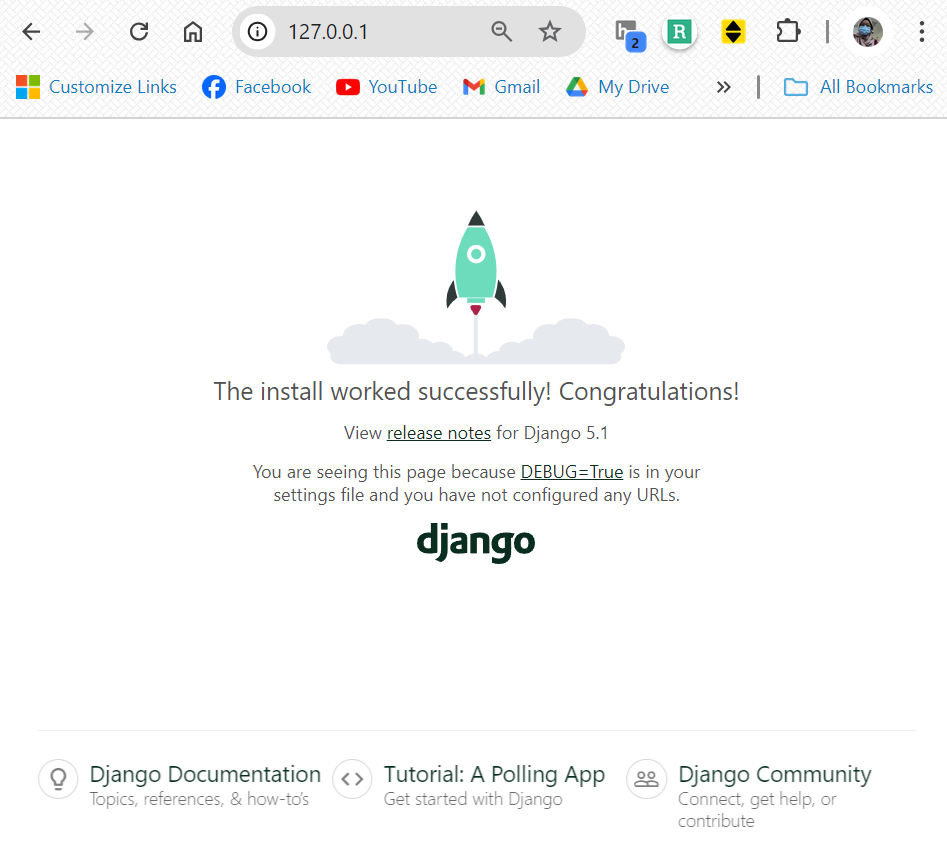 127.0.0.1
2
R
Customize Links
Facebook
YouTube
Gmail
My Drive
»
All Bookmarks
The install worked successfully! Congratulations!
View release notes for Django 5.1
You are seeing this page because DEBUG=True is in your
settings file and you have not configured any URLs.
django
Django Documentation
Topics, references, & how-to’s
Tutorial: A Polling App
Get started with Django
Django Community
Connect, get help, or
contribute